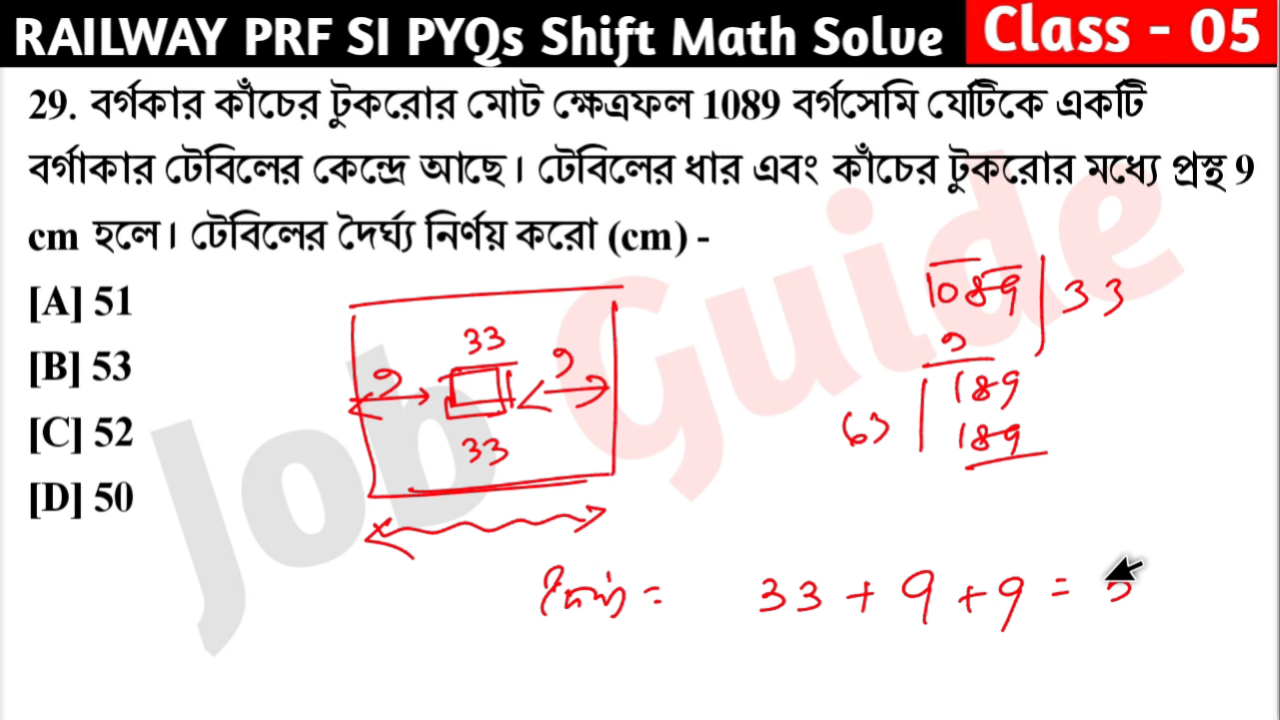 RAILWAY PRF SI PYQs Shift Math Solve
Class - 05
29. বর্গকার কাঁচের টুকরোর মোট ক্ষেত্রফল 1089 বর্গসেমি যেটিকে একটি
বর্গাকার টেবিলের কেন্দ্রে আছে। টেবিলের ধার এবং কাঁচের টুকরোর মধ্যে প্রস্থ 9
cm হলে। টেবিলের দৈর্ঘ্য নির্ণয় করো (cm) -
[A] 51
[B] 53
[C] 52
[D] 50
Job Guide
33
9
9
33
1089 33
9
189
63 189
33 + 9 + 9 =